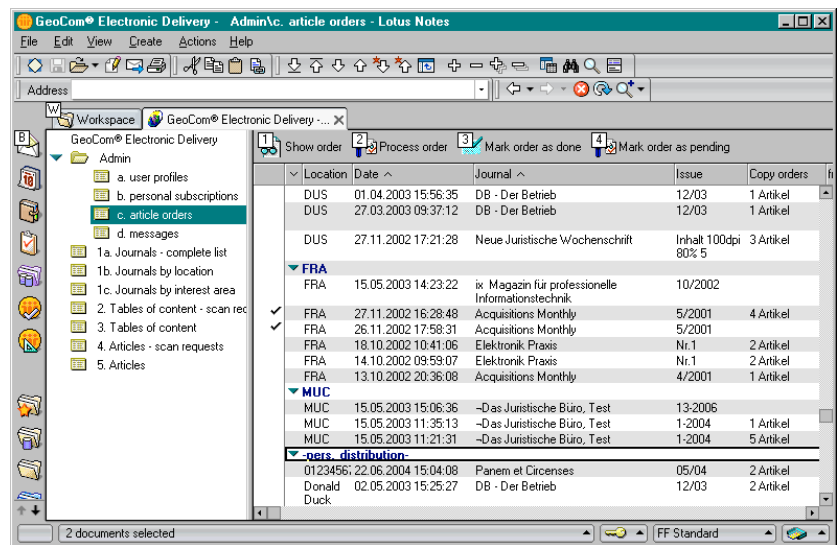 GeoCom® Electronic Delivery - Admin\c. article orders - Lotus Notes
File Edit View Create Actions Help
Address
W Workspace GeoCom® Electronic Delivery -... X
B
GeoCom® Electronic Delivery
Admin
a. user profiles
b. personal subscriptions
c. article orders
d. messages
1a. Journals - complete list
1b. Journals by location
1c. Journals by interest area
2. Tables of content - scan rec
3. Tables of content
4. Articles - scan requests
5. Articles
1 Show order 2 Process order 3 Mark order as done 4 Mark order as pending
Location Date Journal Issue Copy orders
DUS 01.04.2003 15:56:35 DB - Der Betrieb 12/03 1 Artikel
DUS 27.03.2003 09:37:12 DB - Der Betrieb 12/03 1 Artikel
DUS 27.11.2002 17:21:28 Neue Juristische Wochenschrift Inhalt 100dpi 3 Artikel
80% 5
FRA
FRA 15.05.2003 14:23:22 ix Magazin für professionelle 10/2002
Informationstechnik
FRA 27.11.2002 16:28:48 Acquisitions Monthly 5/2001 4 Artikel
FRA 26.11.2002 17:58:31 Acquisitions Monthly 5/2001
FRA 18.10.2002 10:41:06 Elektronik Praxis Nr.1 2 Artikel
FRA 14.10.2002 09:59:07 Elektronik Praxis Nr.1 2 Artikel
FRA 13.10.2002 20:36:08 Acquisitions Monthly 4/2001 1 Artikel
MUC
MUC 15.05.2003 15:06:36 ¬Das Juristische Büro, Test 13-2006
MUC 15.05.2003 11:35:13 ¬Das Juristische Büro, Test 1-2004 1 Artikel
MUC 15.05.2003 11:21:31 ¬Das Juristische Büro, Test 1-2004 5 Artikel
-pers. distribution-
01234567 22.06.2004 15:04:08 Panem et Circenses 05/04 2 Artikel
Donald 02.05.2003 15:25:27 DB - Der Betrieb 12/03 2 Artikel
Duck
2 documents selected FF Standard